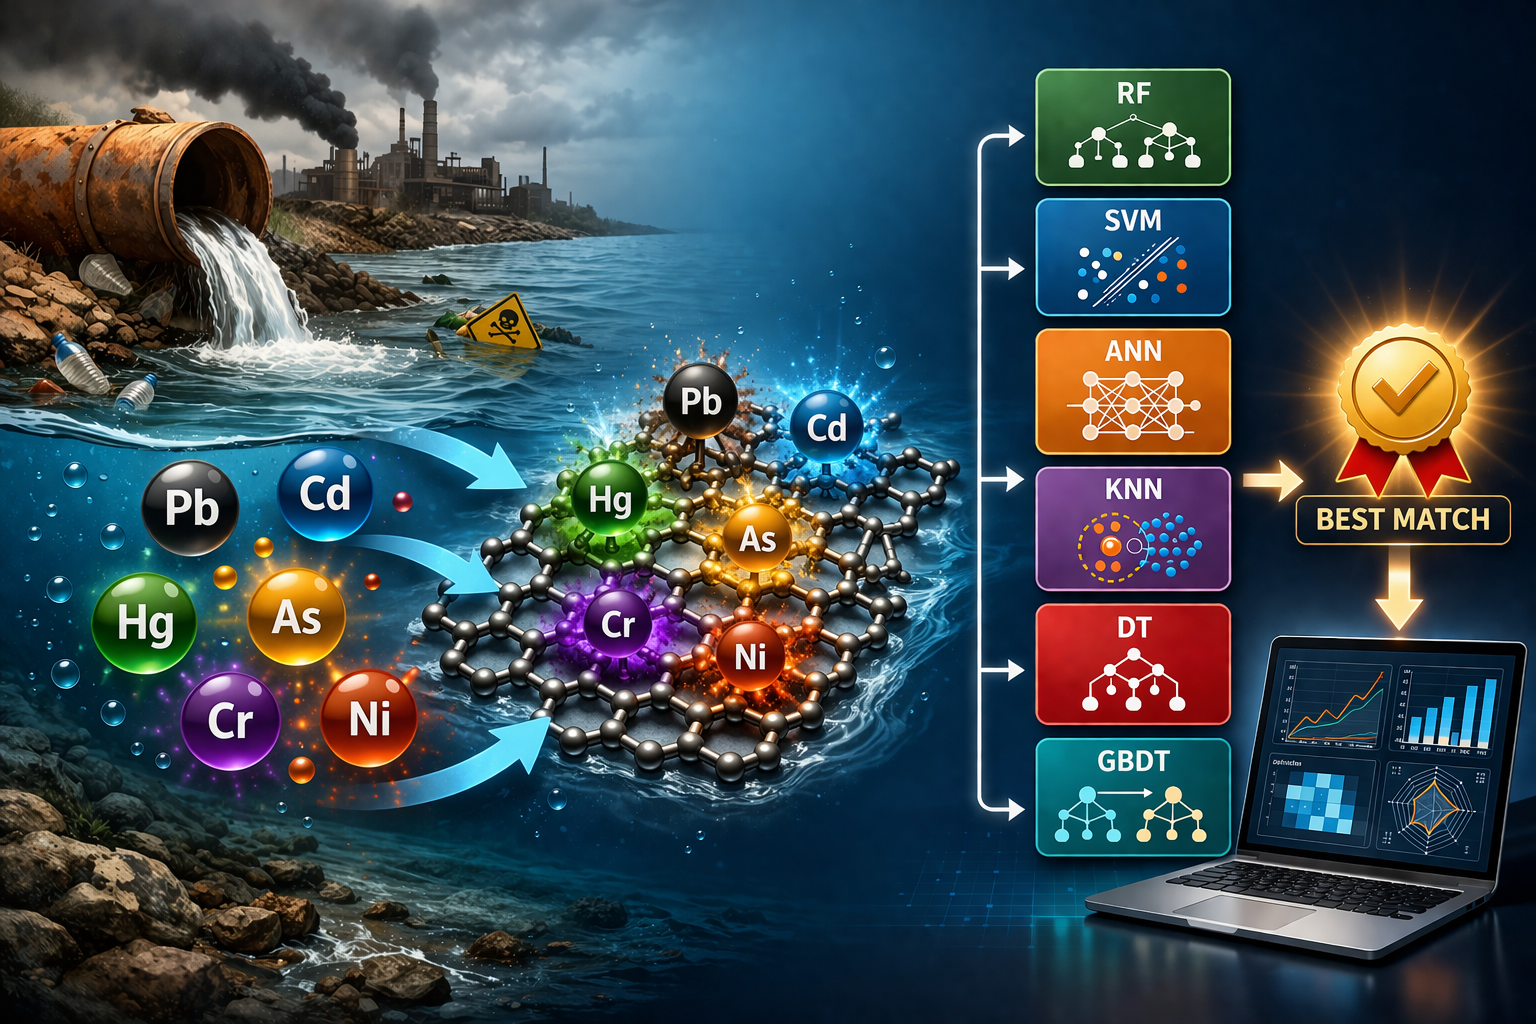 Pb
Cd
Hg
As
Cr
Ni
Pb
Cd
Hg
As
Cr
Ni
RF
SVM
ANN
KNN
DT
GBDT
BEST MATCH